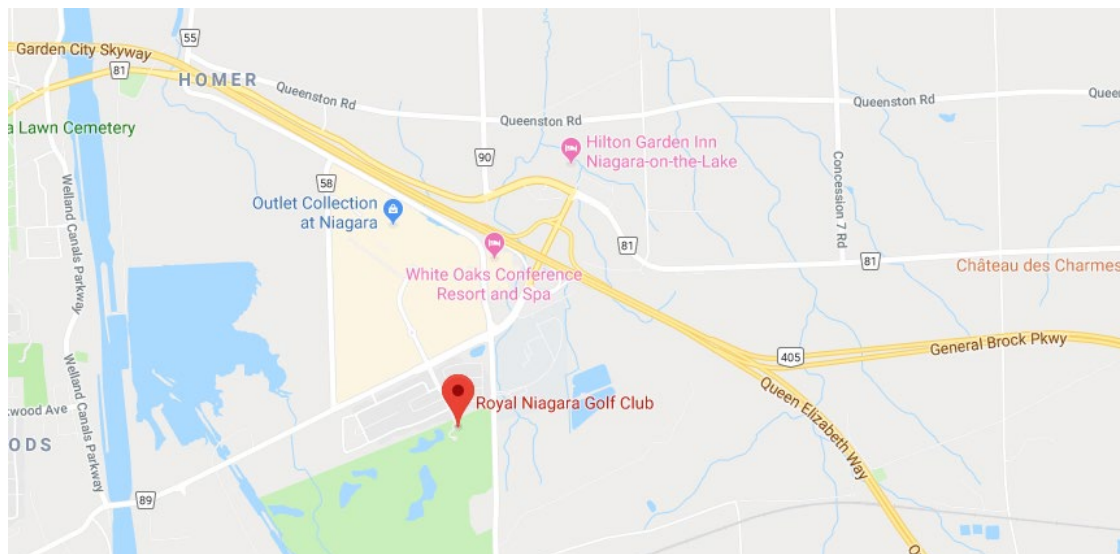 55
Garden City Skyway
81
HOMER
Queenston Rd
Queenston Rd
Queenston Rd
a Lawn Cemetery
90
Hilton Garden Inn
Niagara-on-the-Lake
58
Outlet Collection
at Niagara
Concession 7 Rd
Welland Canals Parkway
White Oaks Conference
Resort and Spa
81
81
Château des Charmes
405
General Brock Pkwy
Queen Elizabeth Way
Welland Canals Parkway
Royal Niagara Golf Club
wood Ave
ODS
89